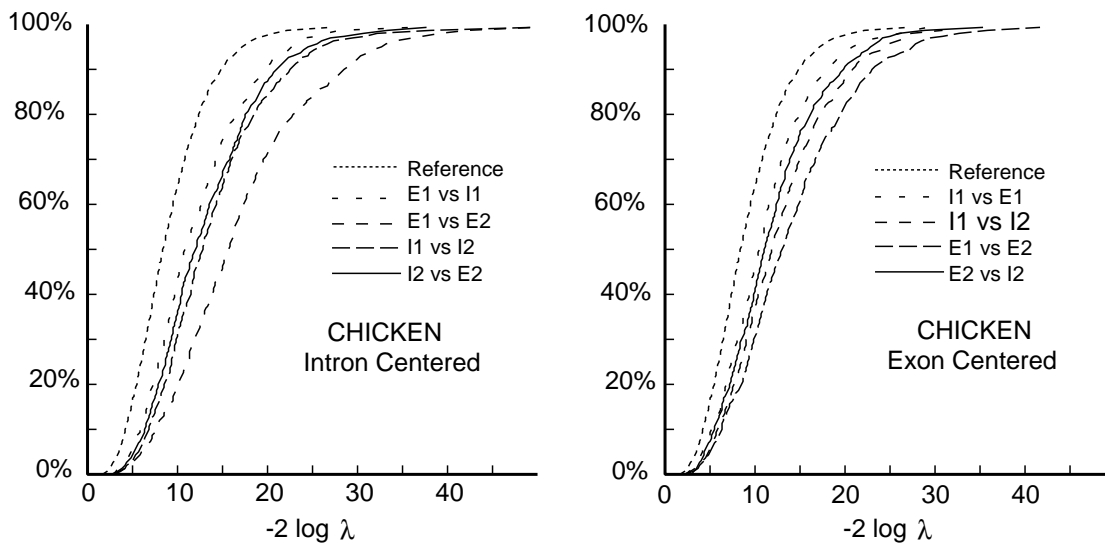 100%
80%
60%
40%
20%
0%
0 10 20 30 40
-2 log λ
Reference
E1 vs I1
E1 vs E2
I1 vs I2
I2 vs E2
CHICKEN
Intron Centered
100%
80%
60%
40%
20%
0%
0 10 20 30 40
-2 log λ
Reference
I1 vs E1
I1 vs I2
E1 vs E2
E2 vs I2
CHICKEN
Exon Centered